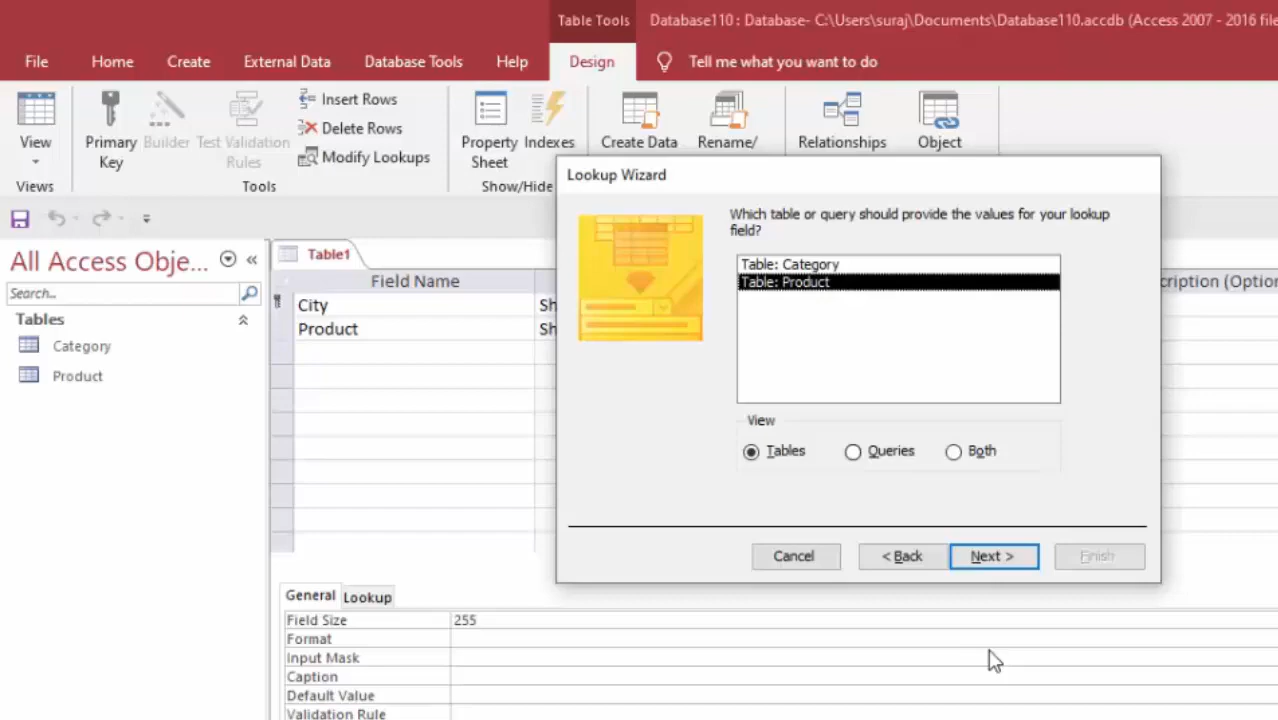 Table Tools
Database110 : Database- C:\Users\suraj\Documents\Database110.accdb (Access 2007 - 2016 file
File
Home
Create
External Data
Database Tools
Help
Design
Tell me what you want to do
View
Primary
Key
Builder
Test Validation
Rules
Insert Rows
Delete Rows
Modify Lookups
Property
Sheet
Indexes
Create Data
Rename/
Relationships
Object
Views
Tools
Show/Hide
All Access Obje...
«
Search...
Tables
Category
Product
Table1
Field Name
cription (Option
City
Sh
Product
Sh
Lookup Wizard
Which table or query should provide the values for your lookup
field?
Table: Category
Table: Product
View
Tables
Queries
Both
Cancel
< Back
Next >
Finish
General
Lookup
Field Size
255
Format
Input Mask
Caption
Default Value
Validation Rule